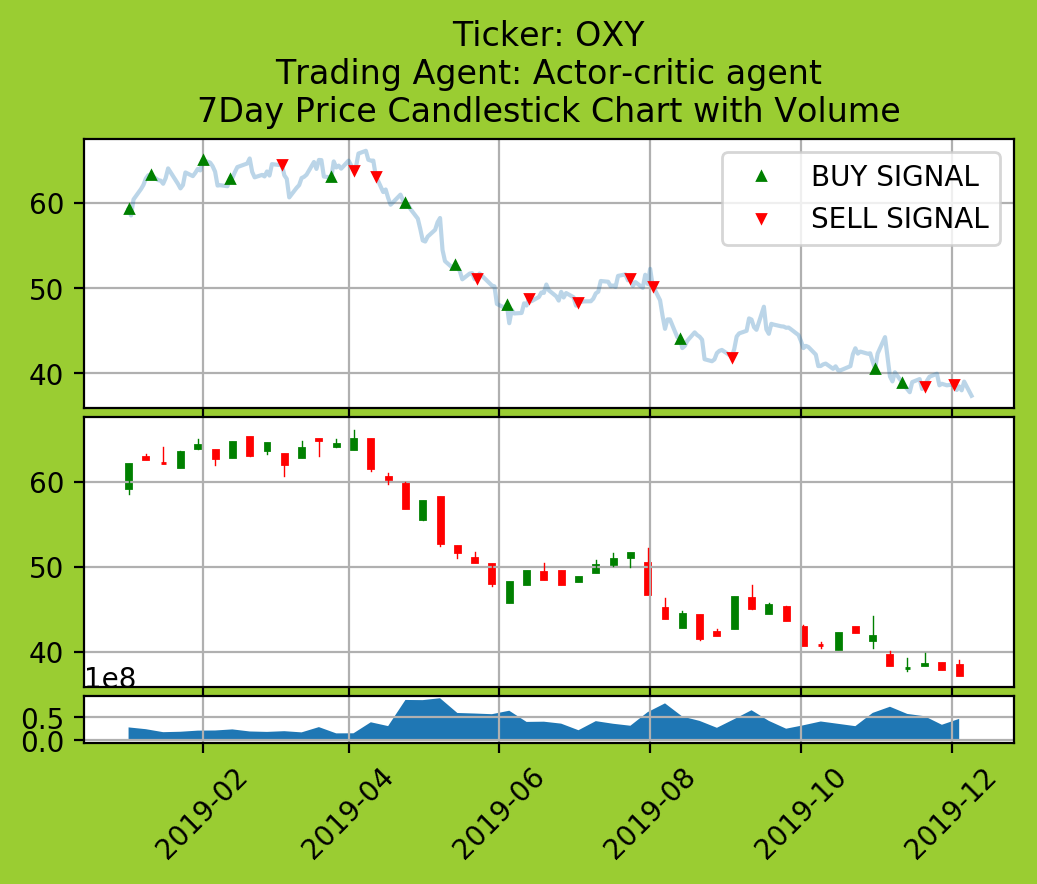 Ticker: OXY
Trading Agent: Actor-critic agent
7Day Price Candlestick Chart with Volume
BUY SIGNAL
SELL SIGNAL
60
50
40
60
50
40
1e8
0.5
0.0
2019-02
2019-04
2019-06
2019-08
2019-10
2019-12